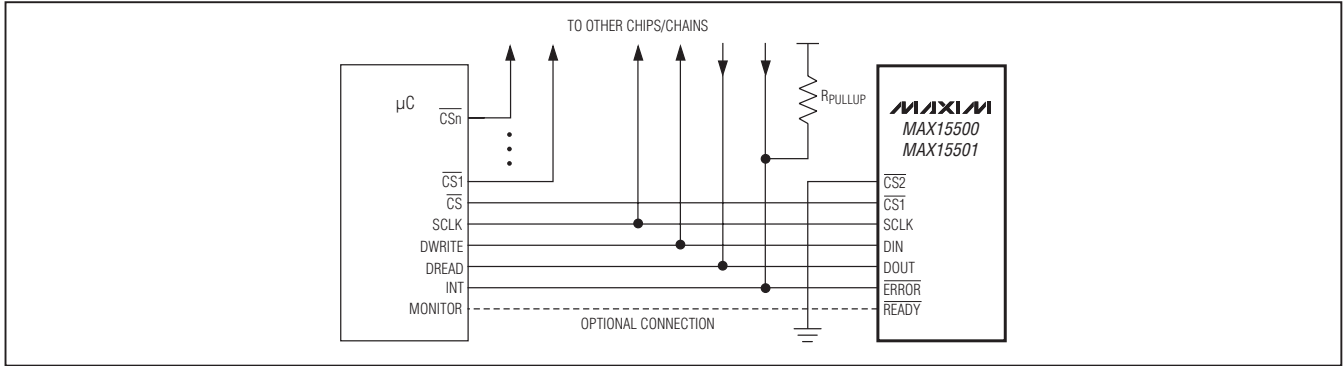 TO OTHER CHIPS/CHAINS
µC
CSn
CS1
CS
SCLK
DWRITE
DREAD
INT
MONITOR
OPTIONAL CONNECTION
RPULLUP
MAXIM
MAX15500
MAX15501
CS2
CS1
SCLK
DIN
DOUT
ERROR
READY